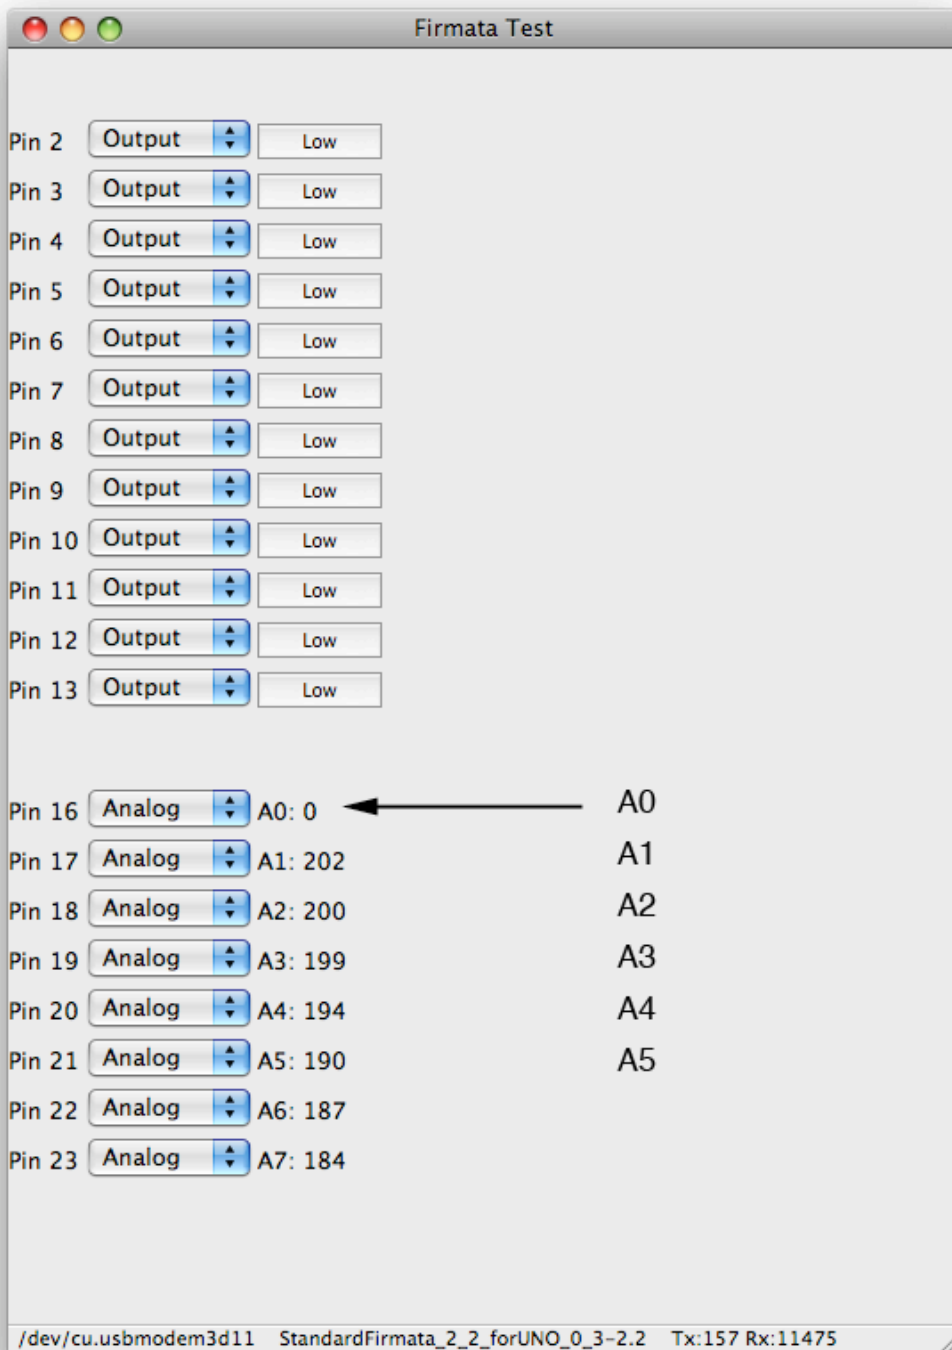 Firmata Test
Pin 2 Output Low
Pin 3 Output Low
Pin 4 Output Low
Pin 5 Output Low
Pin 6 Output Low
Pin 7 Output Low
Pin 8 Output Low
Pin 9 Output Low
Pin 10 Output Low
Pin 11 Output Low
Pin 12 Output Low
Pin 13 Output Low
Pin 16 Analog A0: 0 A0
Pin 17 Analog A1: 202 A1
Pin 18 Analog A2: 200 A2
Pin 19 Analog A3: 199 A3
Pin 20 Analog A4: 194 A4
Pin 21 Analog A5: 190 A5
Pin 22 Analog A6: 187
Pin 23 Analog A7: 184
/dev/cu.usbmodem3d11 StandardFirmata_2_2_forUNO_0_3-2.2 Tx:157 Rx:11475